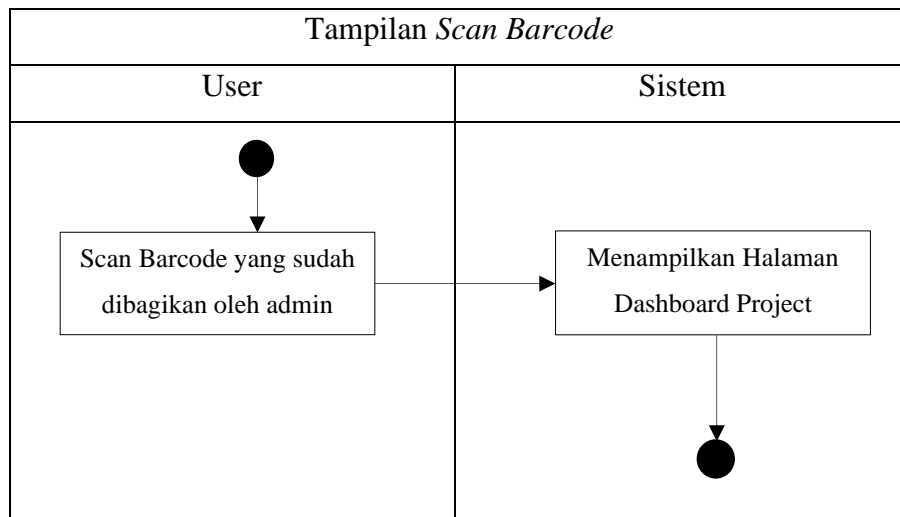 Tampilan Scan Barcode
User
Sistem
Scan Barcode yang sudah
dibagikan oleh admin
Menampilkan Halaman
Dashboard Project